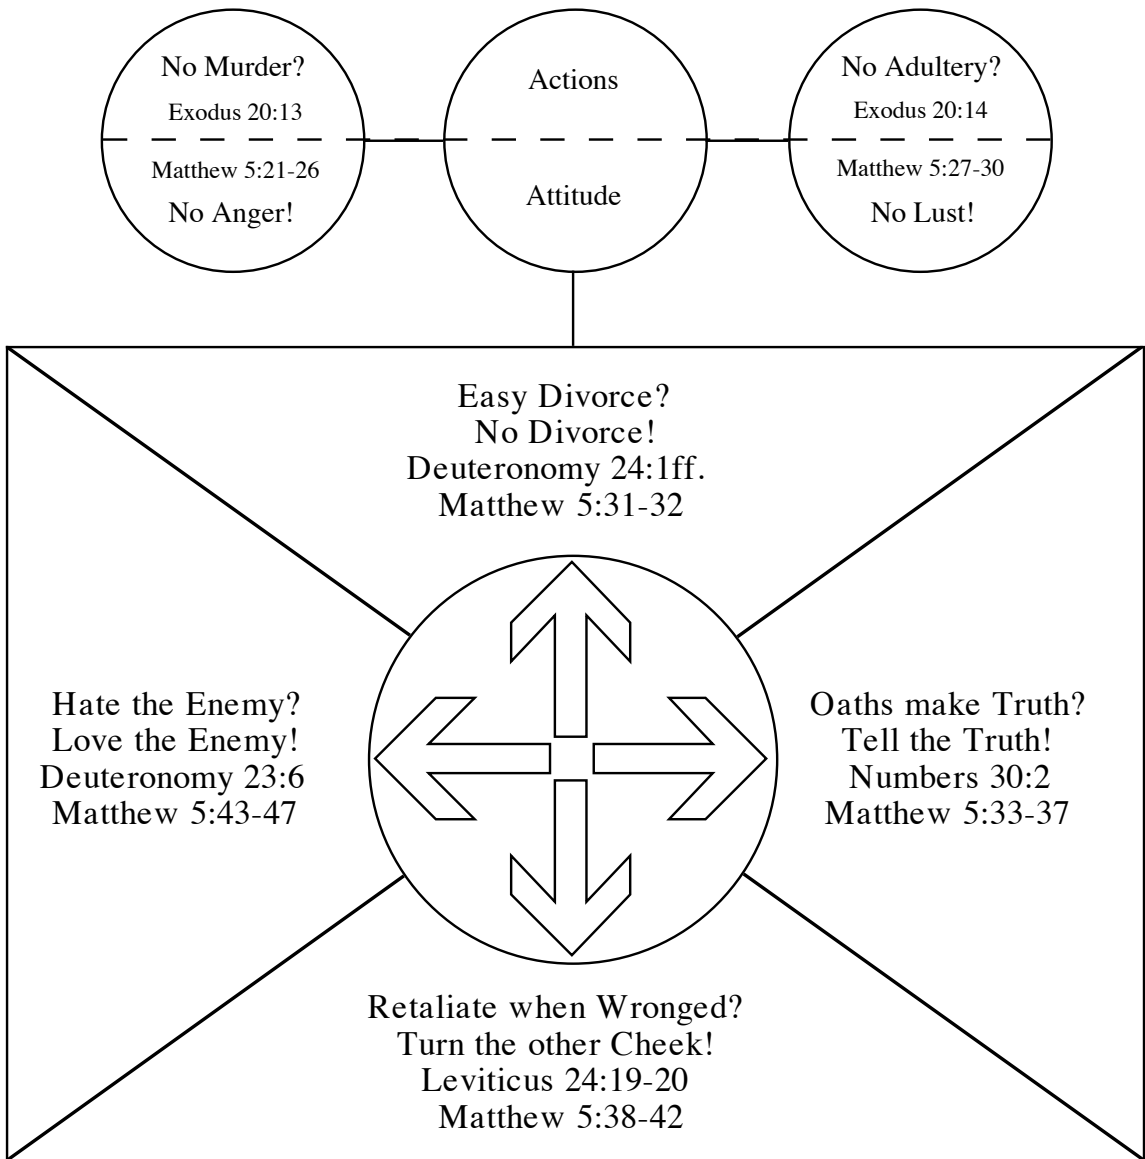 No Murder?
Exodus 20:13
Matthew 5:21-26
No Anger!
Actions
Attitude
No Adultery?
Exodus 20:14
Matthew 5:27-30
No Lust!
Easy Divorce?
No Divorce!
Deuteronomy 24:1ff.
Matthew 5:31-32
Hate the Enemy?
Love the Enemy!
Deuteronomy 23:6
Matthew 5:43-47
Oaths make Truth?
Tell the Truth!
Numbers 30:2
Matthew 5:33-37
Retaliate when Wronged?
Turn the other Cheek!
Leviticus 24:19-20
Matthew 5:38-42